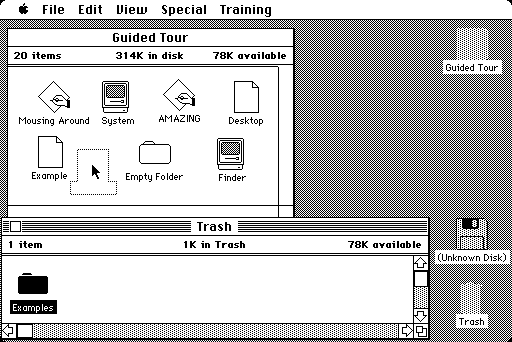 File Edit View Special Training
Guided Tour
20 items 314K in disk 78K available
Mousing Around System AMAZING Desktop
Example Empty Folder Finder
Guided Tour
Trash
1 item 1K in Trash 78K available
Examples
(Unknown Disk)
Trash